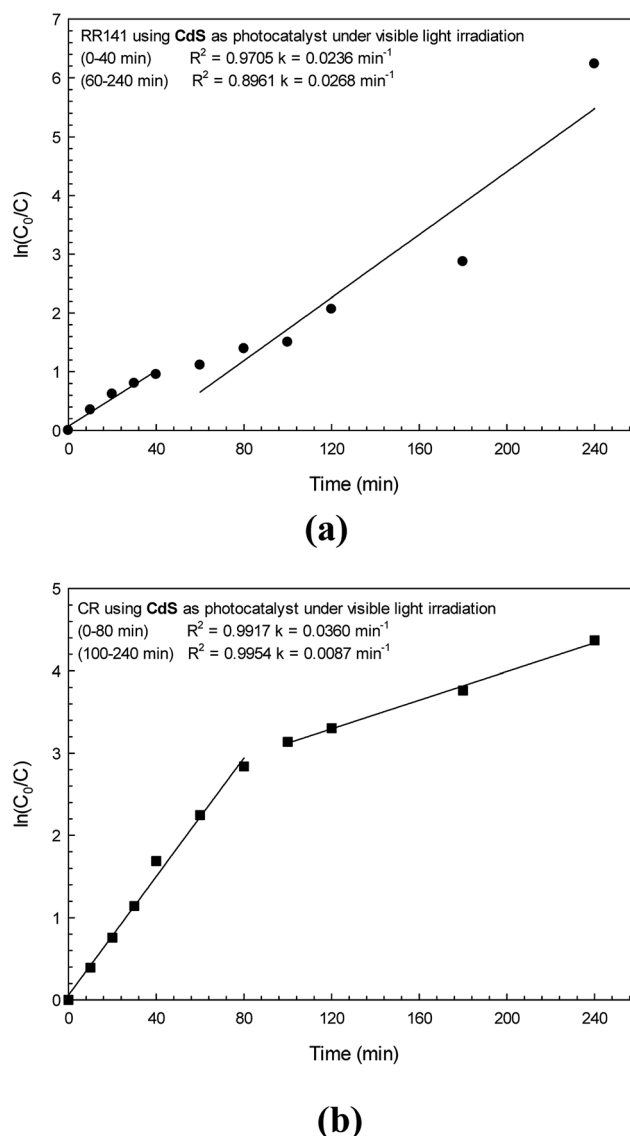 RR141 using CdS as photocatalyst under visible light irradiation
(0-40 min) R² = 0.9705 k = 0.0236 min⁻¹
(60-240 min) R² = 0.8961 k = 0.0268 min⁻¹
7
6
5
4
3
2
1
0
ln(C₀/C)
0 40 80 120 160 200 240
Time (min)
(a)
CR using CdS as photocatalyst under visible light irradiation
(0-80 min) R² = 0.9917 k = 0.0360 min⁻¹
(100-240 min) R² = 0.9954 k = 0.0087 min⁻¹
5
4
3
2
1
0
ln(C₀/C)
0 40 80 120 160 200 240
Time (min)
(b)